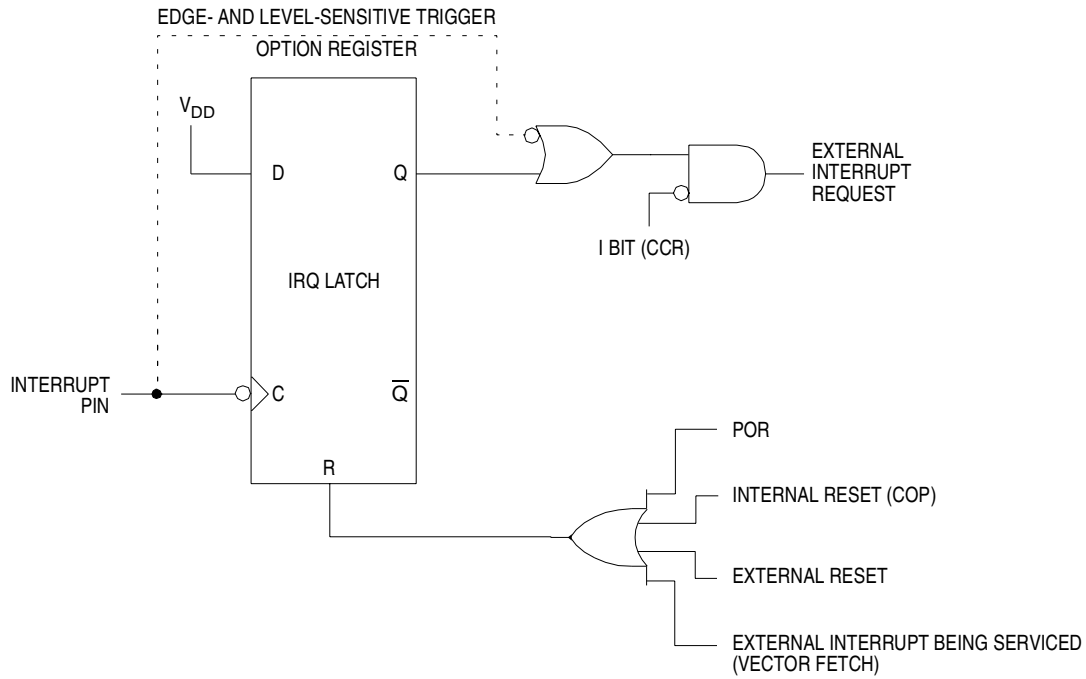 EDGE- AND LEVEL-SENSITIVE TRIGGER
OPTION REGISTER
VDD
D
Q
EXTERNAL
INTERRUPT
REQUEST
I BIT (CCR)
IRQ LATCH
INTERRUPT
PIN
C
Q̅
R
POR
INTERNAL RESET (COP)
EXTERNAL RESET
EXTERNAL INTERRUPT BEING SERVICED
(VECTOR FETCH)